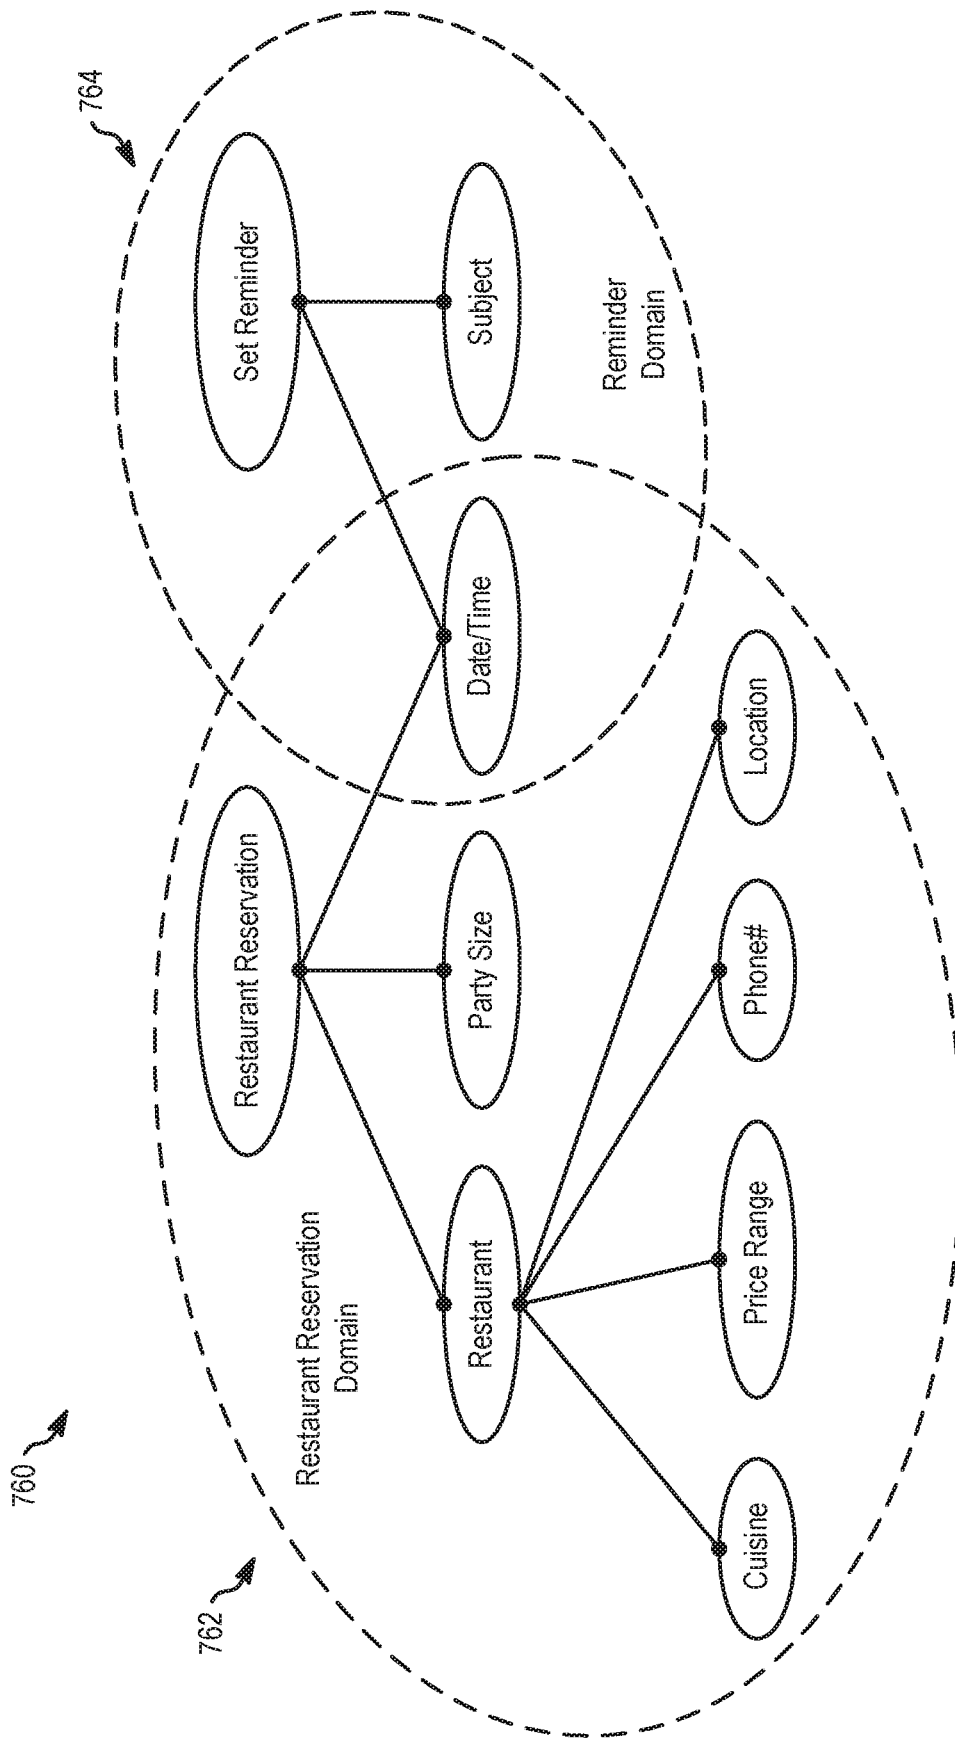 760
762
764
Restaurant Reservation
Set Reminder
Restaurant Reservation
Domain
Restaurant
Party Size
Date/Time
Subject
Reminder
Domain
Cuisine
Price Range
Phone#
Location